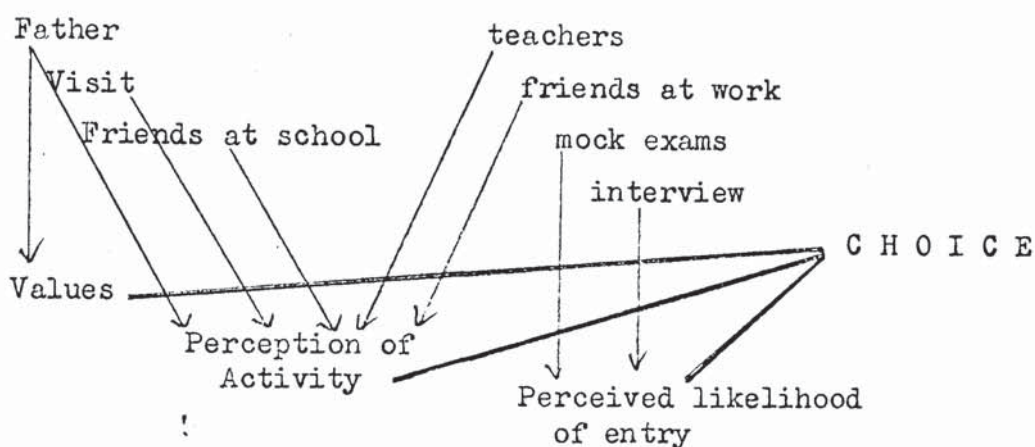 Father
teachers
Visit
friends at work
Friends at school
mock exams
interview
CHOICE
Values
Perception of
Activity
Perceived likelihood
of entry
!